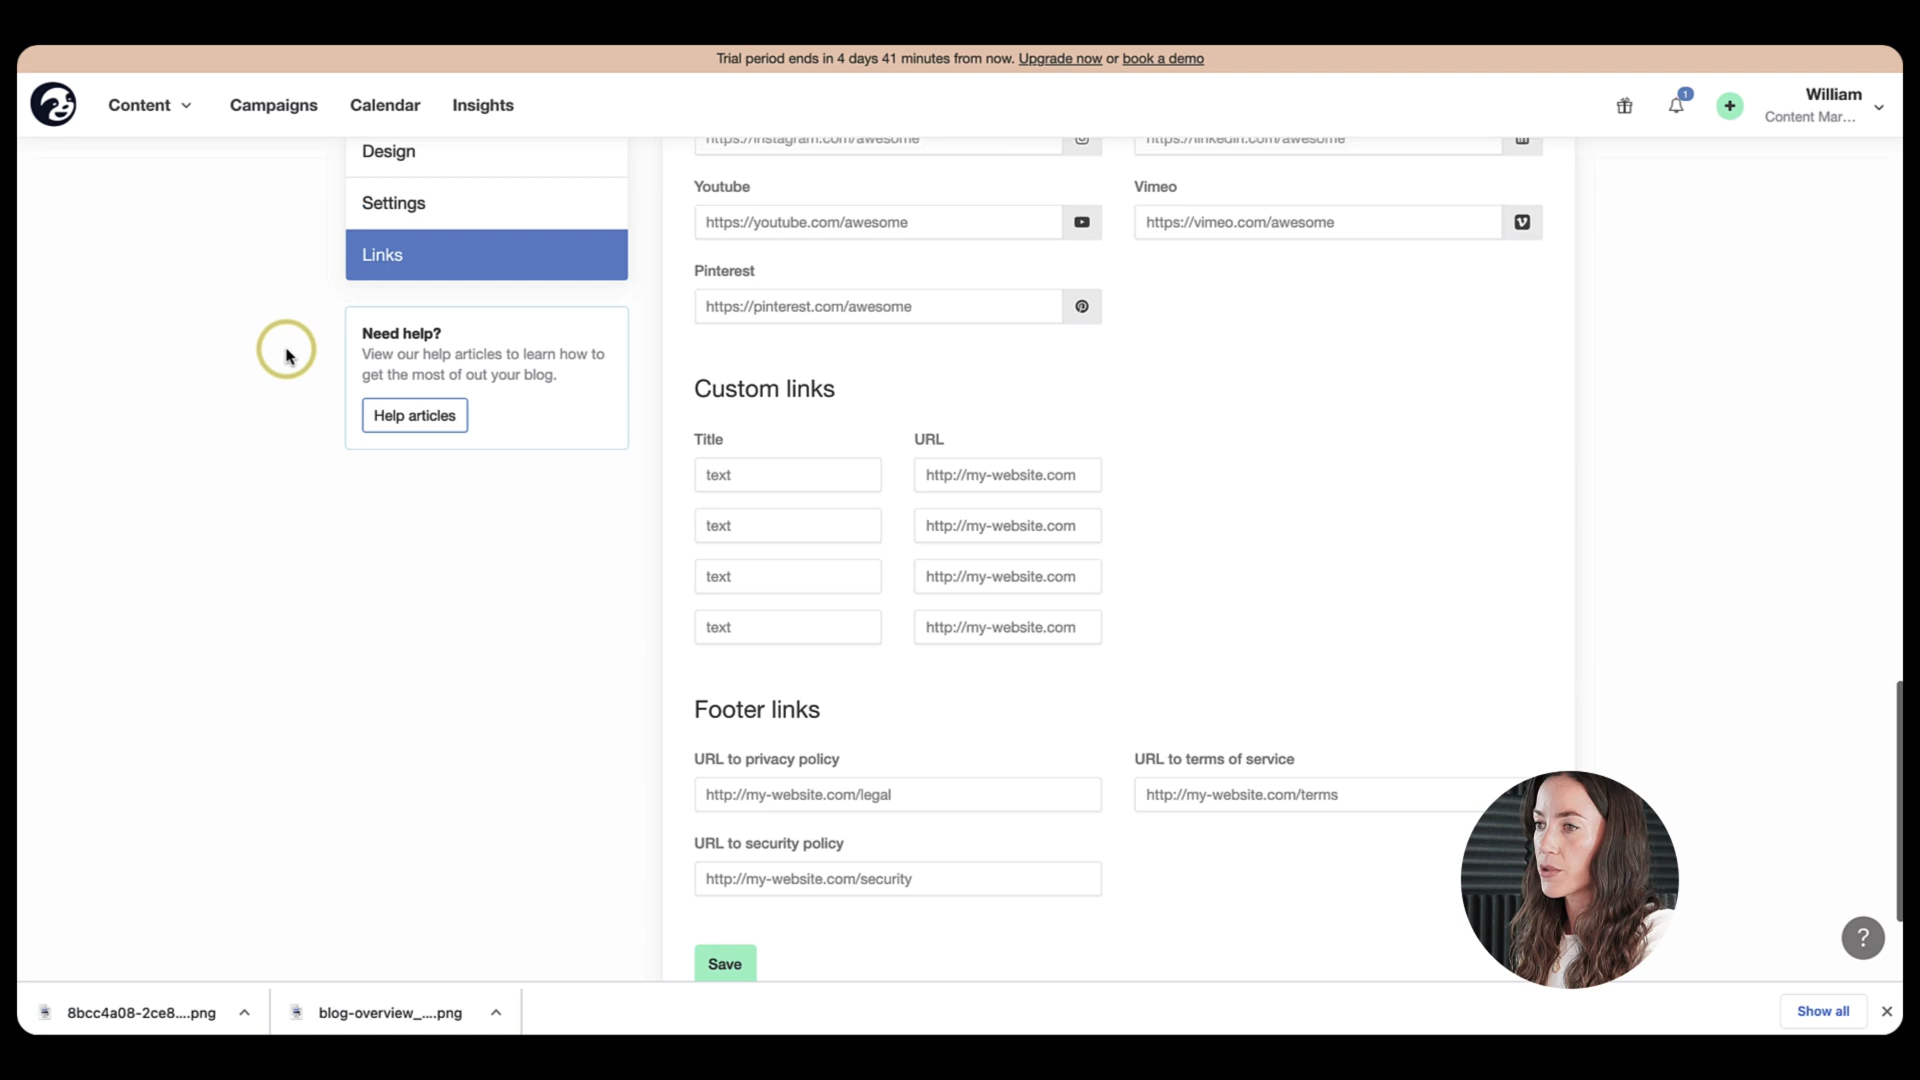 Trial period ends in 4 days 41 minutes from now. Upgrade now or book a demo
Content Campaigns Calendar Insights
1
+
William
Content Mar...
Design
Settings
Links
Need help?
View our help articles to learn how to
get the most of out your blog.
Help articles
https://instagram.com/awesome
https://linkedin.com/awesome
Youtube
Vimeo
https://youtube.com/awesome
https://vimeo.com/awesome
Pinterest
https://pinterest.com/awesome
Custom links
Title URL
text http://my-website.com
text http://my-website.com
text http://my-website.com
text http://my-website.com
Footer links
URL to privacy policy
URL to terms of service
http://my-website.com/legal
http://my-website.com/terms
URL to security policy
http://my-website.com/security
Save
?
8bcc4a08-2ce8....png
blog-overview_....png
Show all